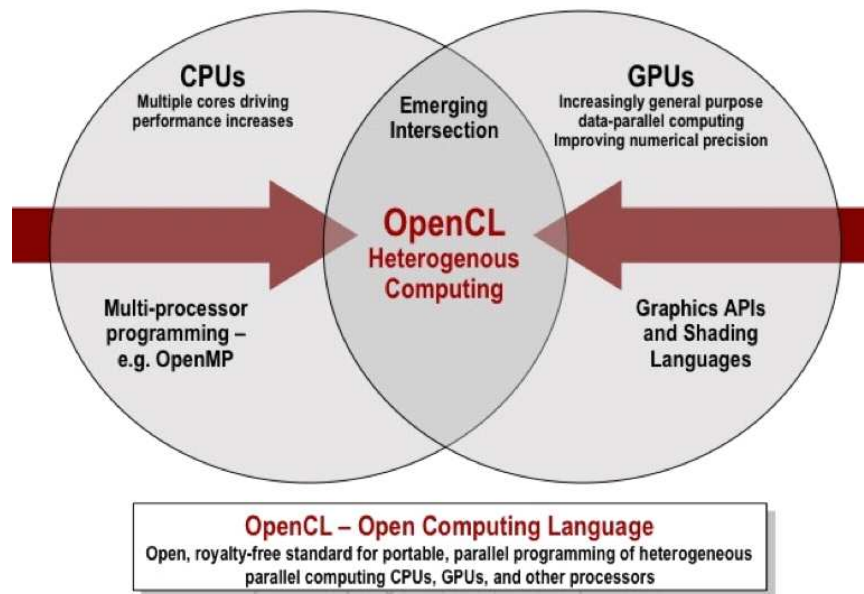 CPUs
Multiple cores driving
performance increases
Emerging
Intersection
GPUs
Increasingly general purpose
data-parallel computing
Improving numerical precision
OpenCL
Heterogenous
Computing
Multi-processor
programming –
e.g. OpenMP
Graphics APIs
and Shading
Languages
OpenCL – Open Computing Language
Open, royalty-free standard for portable, parallel programming of heterogeneous
parallel computing CPUs, GPUs, and other processors